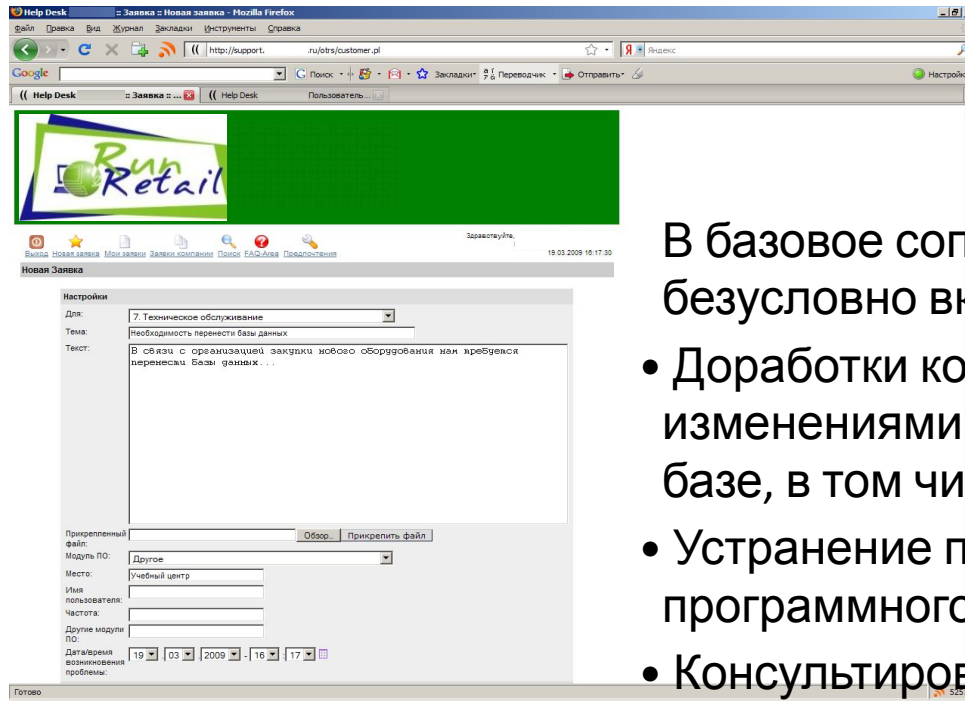 Help Desk :: Заявка :: Новая заявка - Mozilla Firefox
Файл Правка Вид Журнал Закладки Инструменты Справка
http://support. .ru/otrs/customer.pl
Яндекс
Google Поиск Закладки Переводчик Отправить Настройк
Help Desk :: Заявка :: ... Help Desk Пользователь...
Run
Retail
Здравствуйте,
Выход Новая заявка Мои заявки Заявки компании Поиск FAQ-Area Предпочтения
19.03.2009 16:17:30
Новая Заявка
Настройки
Для: 7. Техническое обслуживание
Тема: Необходимость перенести базы данных
Текст: В связи с организацией закупки нового оборудования нам требуется
перенести базы данных...
Прикрепленный файл: Обзор... Прикрепить файл
Модуль ПО: Другое
Место: Учебный центр
Имя пользователя:
Частота:
Другие модули ПО:
Дата/время возникновения проблемы: 19 . 03 . 2009 - 16 : 17
Готово
В базовое соп
безусловно вк
• Доработки ко
изменениями
базе, в том чи
• Устранение п
программного
• Консультиров